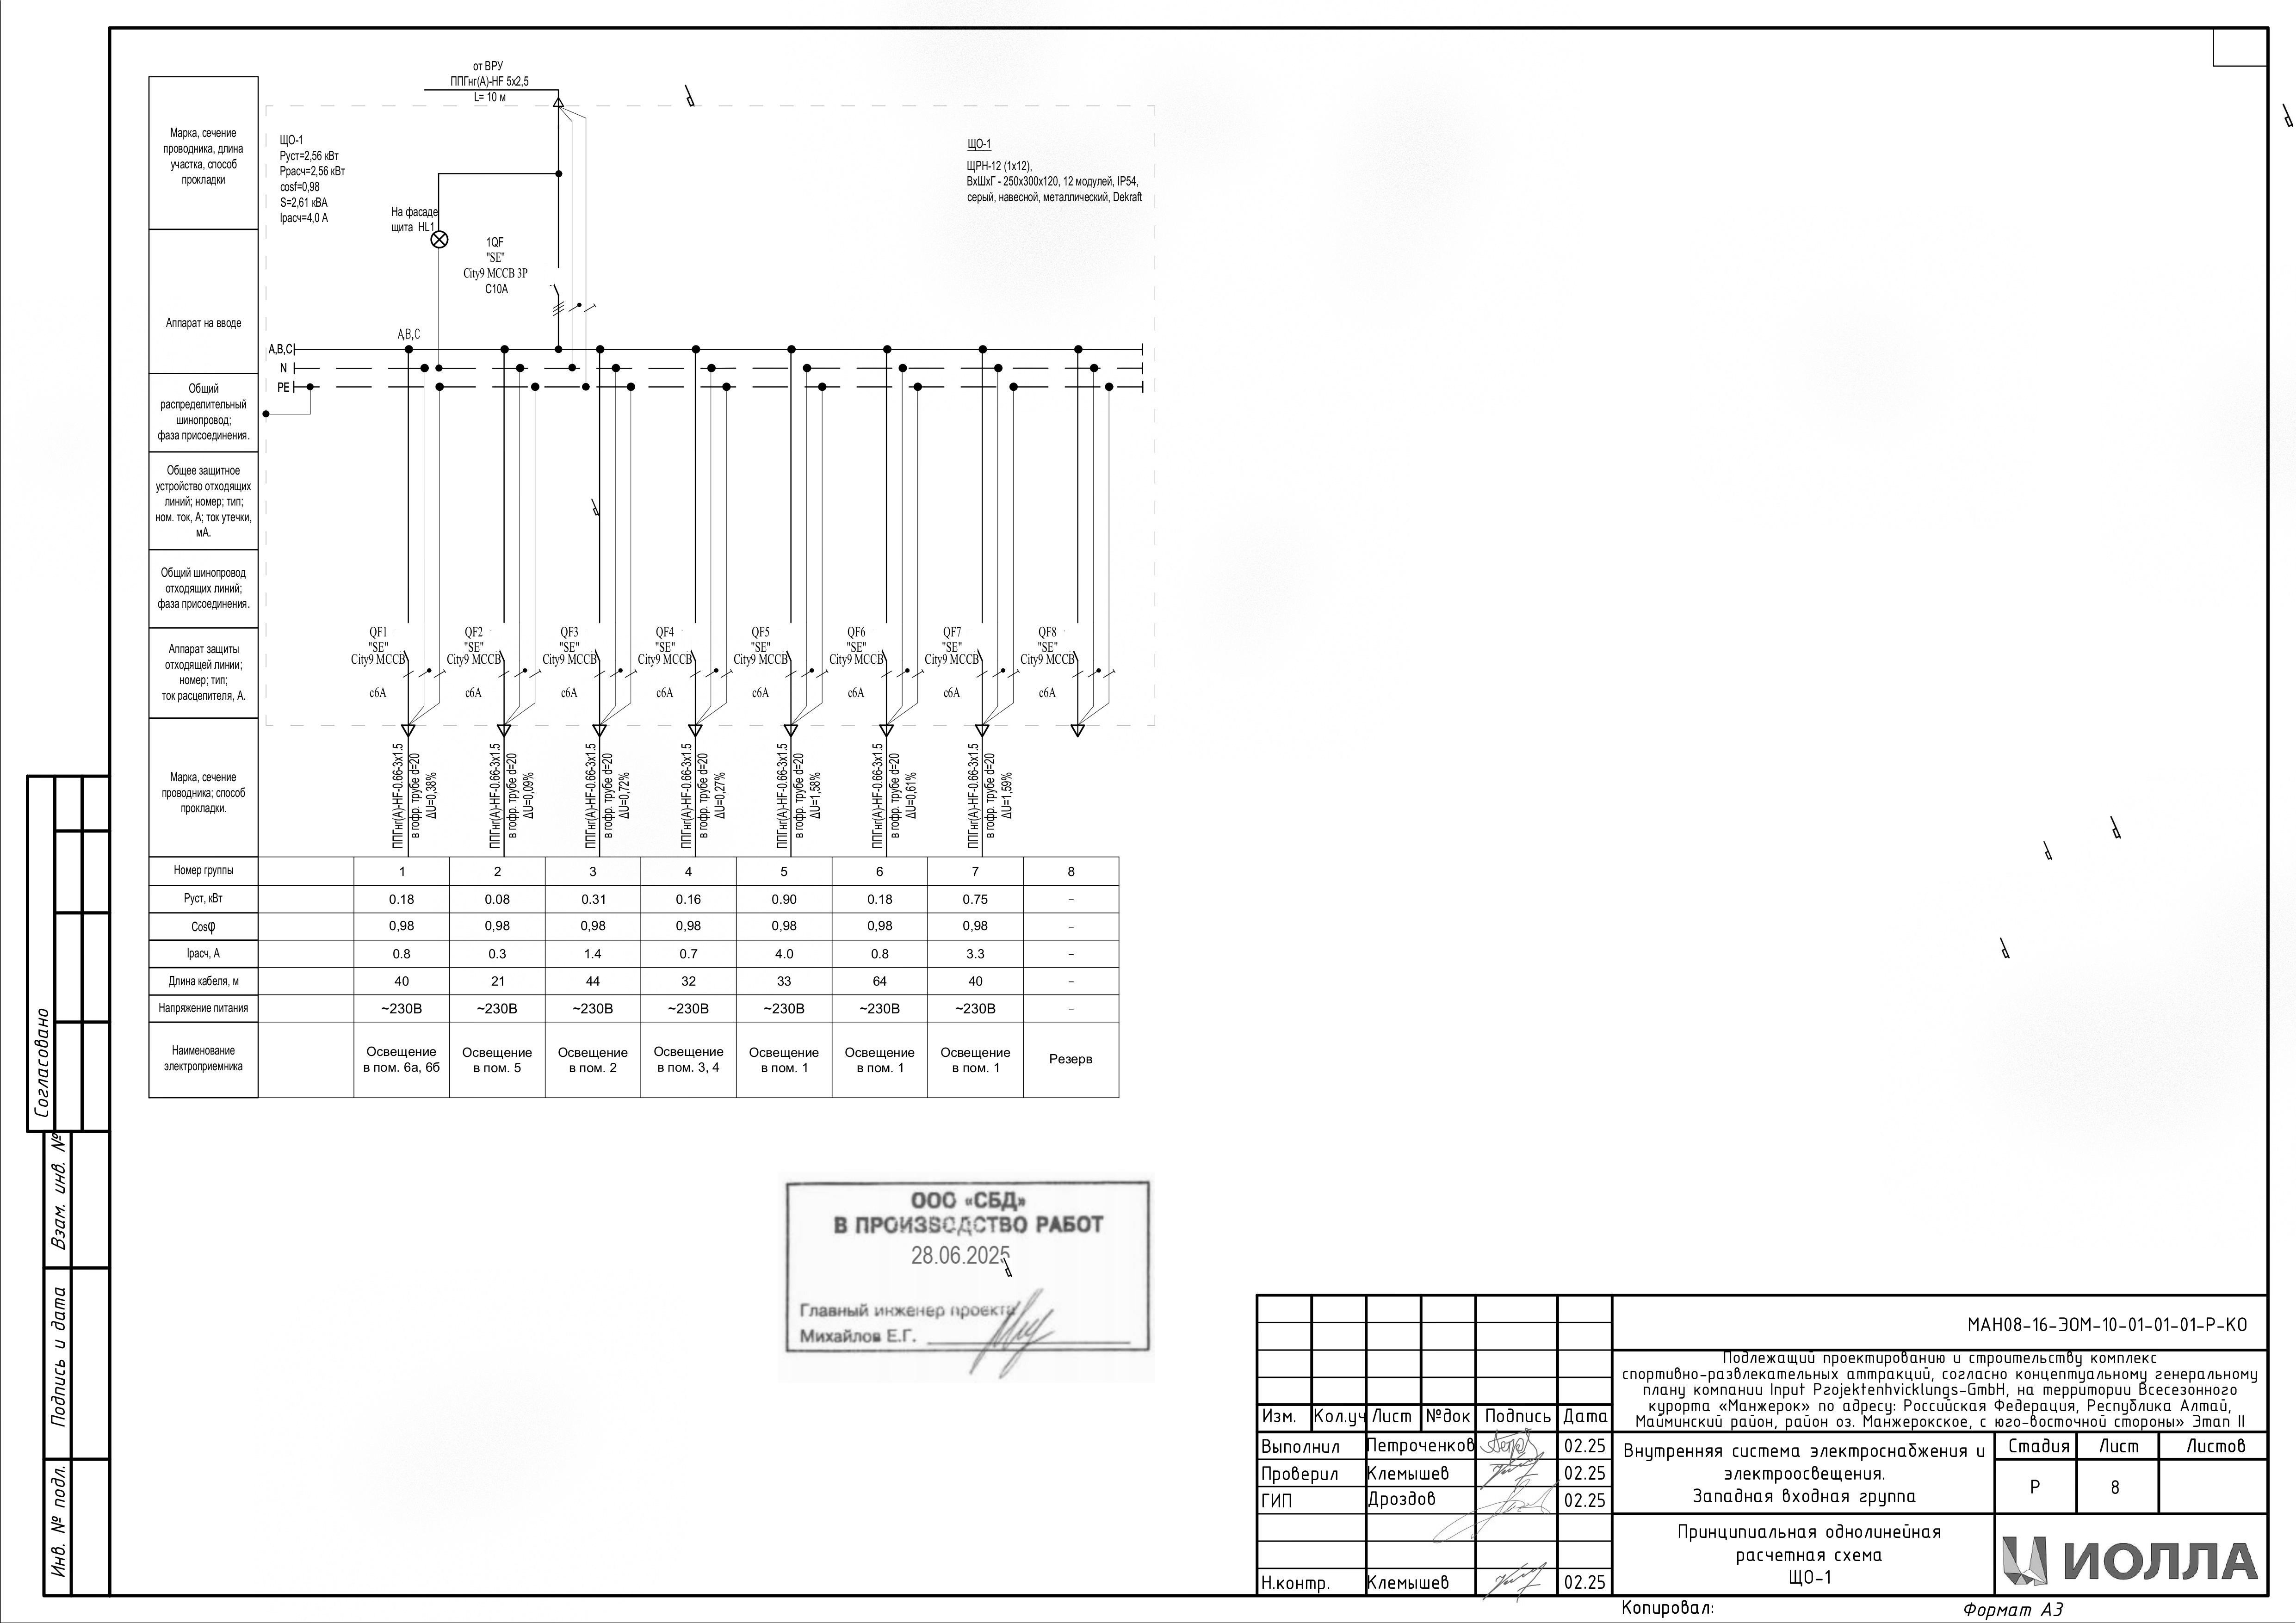 от ВРУ
ППГнг(А)-HF 5х2,5
L= 10 м
ЩО-1
Руст=2,56 кВт
Ррасч=2,56 кВт
cosf=0,98
S=2,61 кВА
Iрасч=4,0 А
На фасаде
щита HL1
1QF
"SE"
City9 MCCB 3P
C10A
ЩО-1
ЩРН-12 (1х12),
ВхШхГ - 250х300х120, 12 модулей, IP54,
серый, навесной, металлический, Dekraft
Марка, сечение
проводника, длина
участка, способ
прокладки
Аппарат на вводе
Общий
распределительный
шинопровод;
фаза присоединения.
Общее защитное
устройство отходящих
линий; номер; тип;
ном. ток, А; ток утечки,
мА.
Общий шинопровод
отходящих линий;
фаза присоединения.
Аппарат защиты
отходящей линии;
номер; тип;
ток расцепителя, А.
Марка, сечение
проводника; способ
прокладки.
A,B,C
A,B,C
N
PE
QF1 QF2 QF3 QF4 QF5 QF6 QF7 QF8
"SE" "SE" "SE" "SE" "SE" "SE" "SE" "SE"
City9 MCCB City9 MCCB City9 MCCB City9 MCCB City9 MCCB City9 MCCB City9 MCCB City9 MCCB
c6A c6A c6A c6A c6A c6A c6A c6A
ППГнг(А)-HF-0.66-3х1.5
в гофр. трубе d=20
ΔU=0,38%
ППГнг(А)-HF-0.66-3х1.5
в гофр. трубе d=20
ΔU=0,09%
ППГнг(А)-HF-0.66-3х1.5
в гофр. трубе d=20
ΔU=0,72%
ППГнг(А)-HF-0.66-3х1.5
в гофр. трубе d=20
ΔU=0,27%
ППГнг(А)-HF-0.66-3х1.5
в гофр. трубе d=20
ΔU=1,58%
ППГнг(А)-HF-0.66-3х1.5
в гофр. трубе d=20
ΔU=0,61%
ППГнг(А)-HF-0.66-3х1.5
в гофр. трубе d=20
ΔU=1,59%
Номер группы 1 2 3 4 5 6 7 8
Руст, кВт 0.18 0.08 0.31 0.16 0.90 0.18 0.75 –
Cosφ 0,98 0,98 0,98 0,98 0,98 0,98 0,98 –
Iрасч, А 0.8 0.3 1.4 0.7 4.0 0.8 3.3 –
Длина кабеля, м 40 21 44 32 33 64 40 –
Напряжение питания ~230В ~230В ~230В ~230В ~230В ~230В ~230В –
Наименование
электроприемника
Освещение
в пом. 6а, 6б
Освещение
в пом. 5
Освещение
в пом. 2
Освещение
в пом. 3, 4
Освещение
в пом. 1
Освещение
в пом. 1
Освещение
в пом. 1
Резерв
ООО «СБД»
В ПРОИЗВОДСТВО РАБОТ
28.06.2025
Главный инженер проекта
Михайлов Е.Г.
Согласовано
Взам. инв. №
Подпись и дата
Инв. № подл.
МАН08-16-ЭОМ-10-01-01-01-Р-КО
Подлежащий проектированию и строительству комплекс
спортивно-развлекательных аттракций, согласно концептуальному генеральному
плану компании Input Projektenhvicklungs-GmbH, на территории Всесезонного
курорта «Манжерок» по адресу: Российская Федерация, Республика Алтай,
Майминский район, район оз. Манжерокское, с юго-восточной стороны» Этап II
Изм. Кол.уч Лист №док Подпись Дата
Выполнил Петроченков 02.25
Проверил Клемышев 02.25
ГИП Дроздов 02.25
Н.контр. Клемышев 02.25
Внутренняя система электроснабжения и
электроосвещения.
Западная входная группа
Стадия Лист Листов
Р 8
Принципиальная однолинейная
расчетная схема
ЩО-1
ИОЛЛА
Копировал:
Формат А3